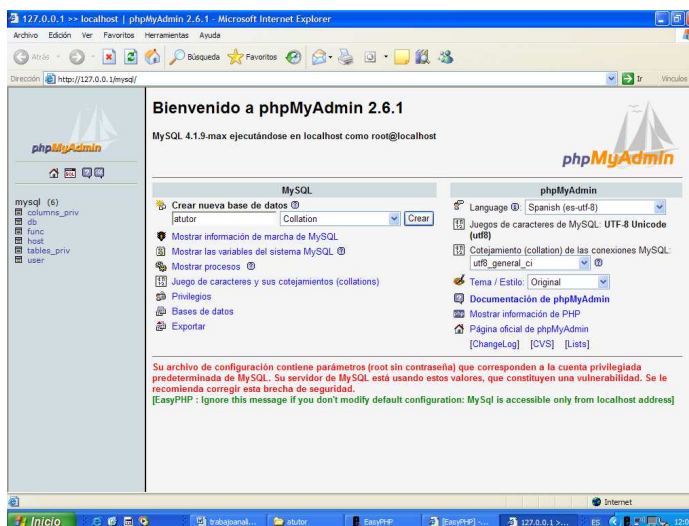 127.0.0.1 >> localhost | phpMyAdmin 2.6.1 - Microsoft Internet Explorer
Archivo Edición Ver Favoritos Herramientas Ayuda
Atrás Búsqueda Favoritos
Dirección http://127.0.0.1/mysql/ Ir Vínculos
phpMyAdmin
mysql (6)
columns_priv
db
func
host
tables_priv
user
Bienvenido a phpMyAdmin 2.6.1
MySQL 4.1.9-max ejecutándose en localhost como root@localhost
phpMyAdmin
MySQL
Crear nueva base de datos
atutor Collation Crear
Mostrar información de marcha de MySQL
Mostrar las variables del sistema MySQL
Mostrar procesos
Juego de caracteres y sus cotejamientos (collations)
Privilegios
Bases de datos
Exportar
phpMyAdmin
Language : Spanish (es-utf-8)
Juegos de caracteres de MySQL: UTF-8 Unicode
(utf8)
Cotejamiento (collation) de las conexiones MySQL:
utf8_general_ci
Tema / Estilo: Original
Documentación de phpMyAdmin
Mostrar información de PHP
Página oficial de phpMyAdmin
[ChangeLog] [CVS] [Lists]
Su archivo de configuración contiene parámetros (root sin contraseña) que corresponden a la cuenta privilegiada
predeterminada de MySQL. Su servidor de MySQL está usando estos valores, que constituyen una vulnerabilidad. Se le
recomienda corregir esta brecha de seguridad.
[EasyPHP : Ignore this message if you don't modify default configuration: MySql is accessible only from localhost address]
Internet
Inicio trabajoanali... atutor EasyPHP [EasyPHP] -... 127.0.0.1 >... ES